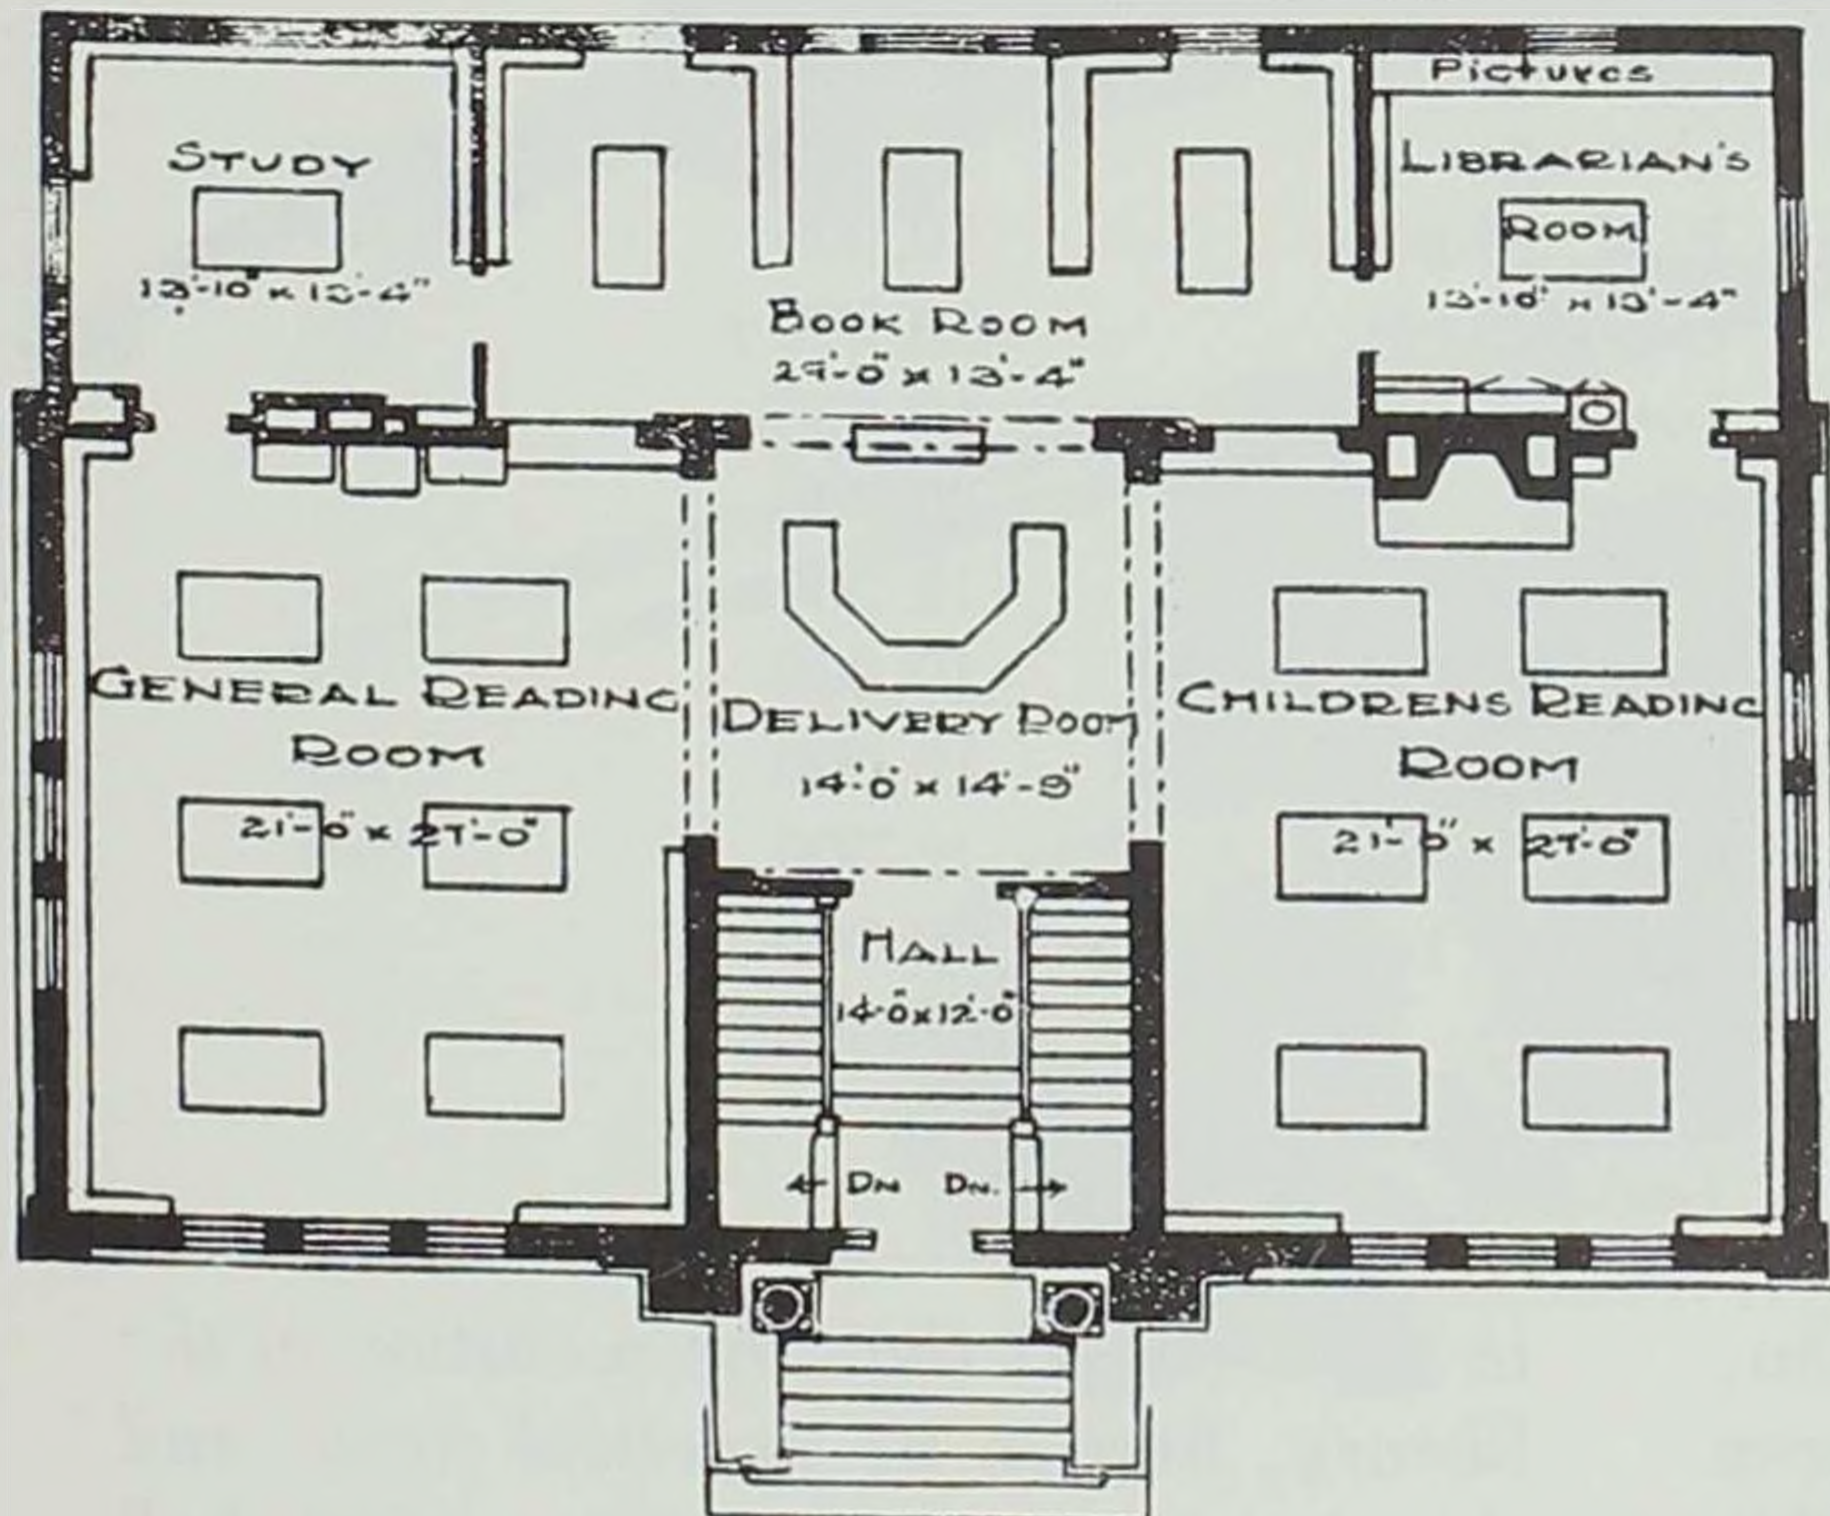 Pictures
STUDY
LIBRARIAN'S
ROOM
13'-10" x 13'-4"
13'-10" x 13'-4"
BOOK ROOM
29'-0" x 13'-4"
GENERAL READING
ROOM
21'-0" x 27'-0"
DELIVERY ROOM
14'-0" x 14'-9"
CHILDRENS READING
ROOM
21'-0" x 27'-0"
HALL
14'-0" x 12'-0"
DN DN.